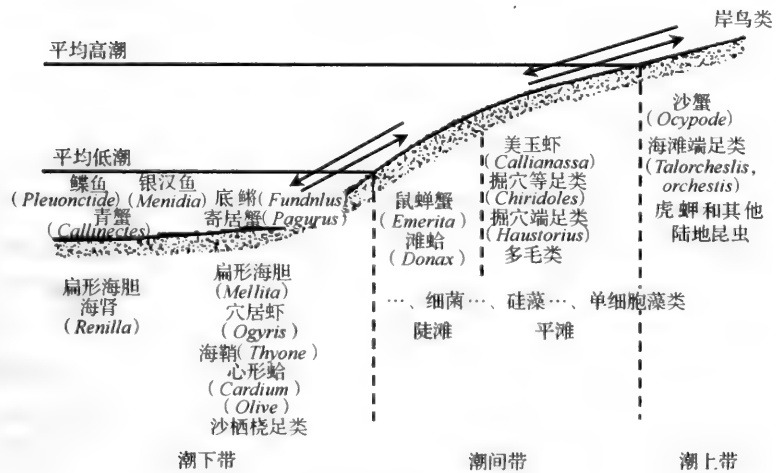 岸鸟类
平均高潮
沙蟹
(Ocypode)
海滩端足类
(Talorcheslis,
orchestis)
虎蚲和其他
陆地昆虫
平均低潮
鲽鱼
(Pleuonctide)
银汉鱼
(Menidia)
青蟹
(Callinectes)
底鳉(Fundnlus)
寄居蟹(Pagurus)
鼠蝉蟹
(Emerita)
滩蛤
(Donax)
美玉虾
(Callianassa)
掘穴等足类
(Chiridoles)
掘穴端足类
(Haustorius)
多毛类
扁形海胆
海肾
(Renilla)
扁形海胆
(Mellita)
穴居虾
(Ogyris)
海鞘(Thyone)
心形蛤
(Cardium)
(Olive)
沙栖桡足类
…、细菌…、硅藻…、单细胞藻类
陡滩 平滩
潮下带 潮间带 潮上带